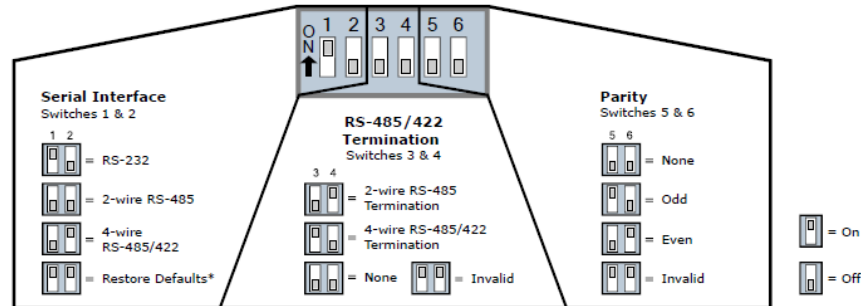 ON 1 2 3 4 5 6
Serial Interface
Switches 1 & 2
1 2
= RS-232
= 2-wire RS-485
= 4-wire
RS-485/422
= Restore Defaults*
RS-485/422
Termination
Switches 3 & 4
3 4
= 2-wire RS-485
Termination
= 4-wire RS-485/422
Termination
= None
= Invalid
Parity
Switches 5 & 6
5 6
= None
= Odd
= Even
= Invalid
= On
= Off